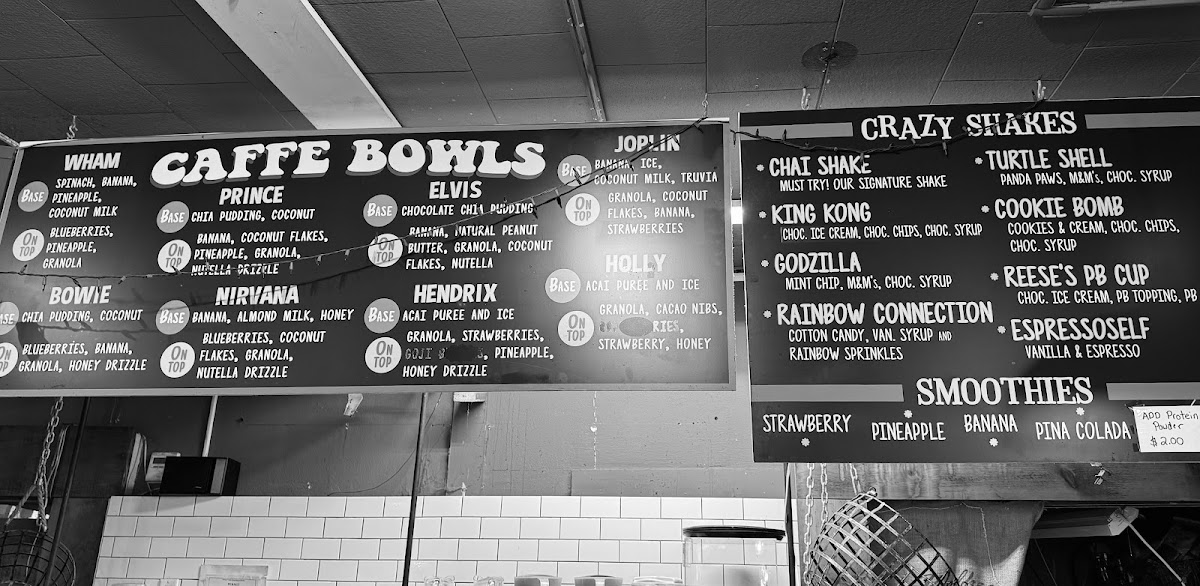 CAFFE BOWLS
WHAM
Base
SPINACH, BANANA,
PINEAPPLE,
COCONUT MILK
ON TOP
BLUEBERRIES,
PINEAPPLE,
GRANOLA
PRINCE
Base
CHIA PUDDING, COCONUT
ON TOP
BANANA, COCONUT FLAKES,
PINEAPPLE, GRANOLA,
NUTELLA DRIZZLE
ELVIS
Base
CHOCOLATE CHIA PUDDING
ON TOP
BANANA, NATURAL PEANUT
BUTTER, GRANOLA, COCONUT
FLAKES, NUTELLA
JOPLIN
Base
BANANA, ICE,
COCONUT MILK, TRUVIA
ON TOP
GRANOLA, COCONUT
FLAKES, BANANA,
STRAWBERRIES
BOWIE
CHIA PUDDING, COCONUT
ON TOP
BLUEBERRIES, BANANA,
GRANOLA, HONEY DRIZZLE
NIRVANA
Base
BANANA, ALMOND MILK, HONEY
ON TOP
BLUEBERRIES, COCONUT
FLAKES, GRANOLA,
NUTELLA DRIZZLE
HENDRIX
Base
ACAI PUREE AND ICE
ON TOP
GRANOLA, STRAWBERRIES,
GOJI PINEAPPLE,
HONEY DRIZZLE
HOLLY
Base
ACAI PUREE AND ICE
ON TOP
GRANOLA, CACAO NIBS,
STRAWBERRY, HONEY
CRAZY SHAKES
* CHAI SHAKE
MUST TRY! OUR SIGNATURE SHAKE
* KING KONG
CHOC. ICE CREAM, CHOC. CHIPS, CHOC. SYRUP
* GODZILLA
MINT CHIP, M&M's, CHOC. SYRUP
* RAINBOW CONNECTION
COTTON CANDY, VAN. SYRUP AND
RAINBOW SPRINKLES
* TURTLE SHELL
PANDA PAWS, M&M's, CHOC. SYRUP
* COOKIE BOMB
COOKIES & CREAM, CHOC. CHIPS,
CHOC. SYRUP
* REESE'S PB CUP
CHOC. ICE CREAM, PB TOPPING, PB
* ESPRESSOSELF
VANILLA & ESPRESSO
SMOOTHIES
STRAWBERRY * PINEAPPLE * BANANA * PINA COLADA
ADD Protein
Powder
$2.00